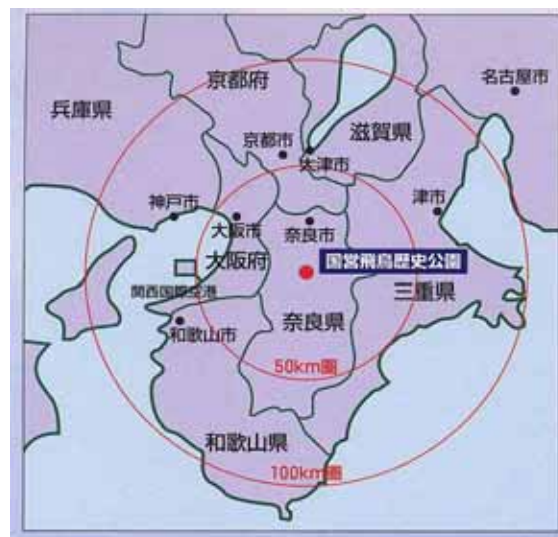 京都府
名古屋市
兵庫県
滋賀県
京都市
大津市
神戸市
大阪市
奈良市
津市
大阪府
国営飛鳥歴史公園
関西国際空港
三重県
和歌山市
奈良県
50km圏
和歌山県
100km圏